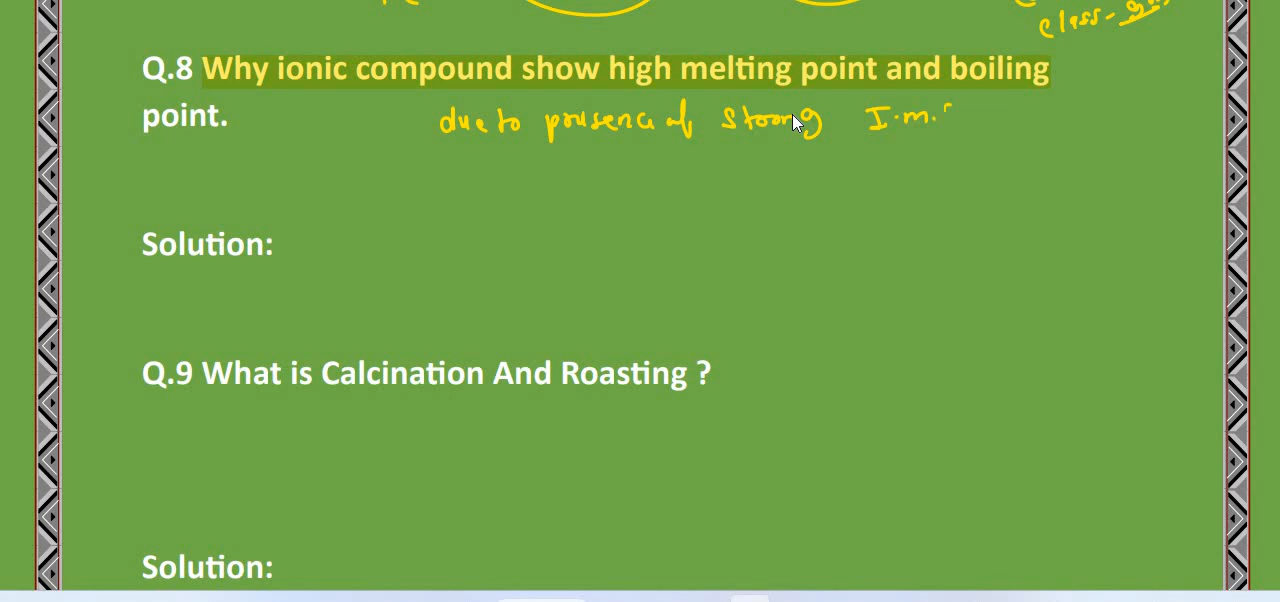 class-
Q.8 Why ionic compound show high melting point and boiling
point.
due to presence of strong I.m.
Solution:
Q.9 What is Calcination And Roasting ?
Solution: